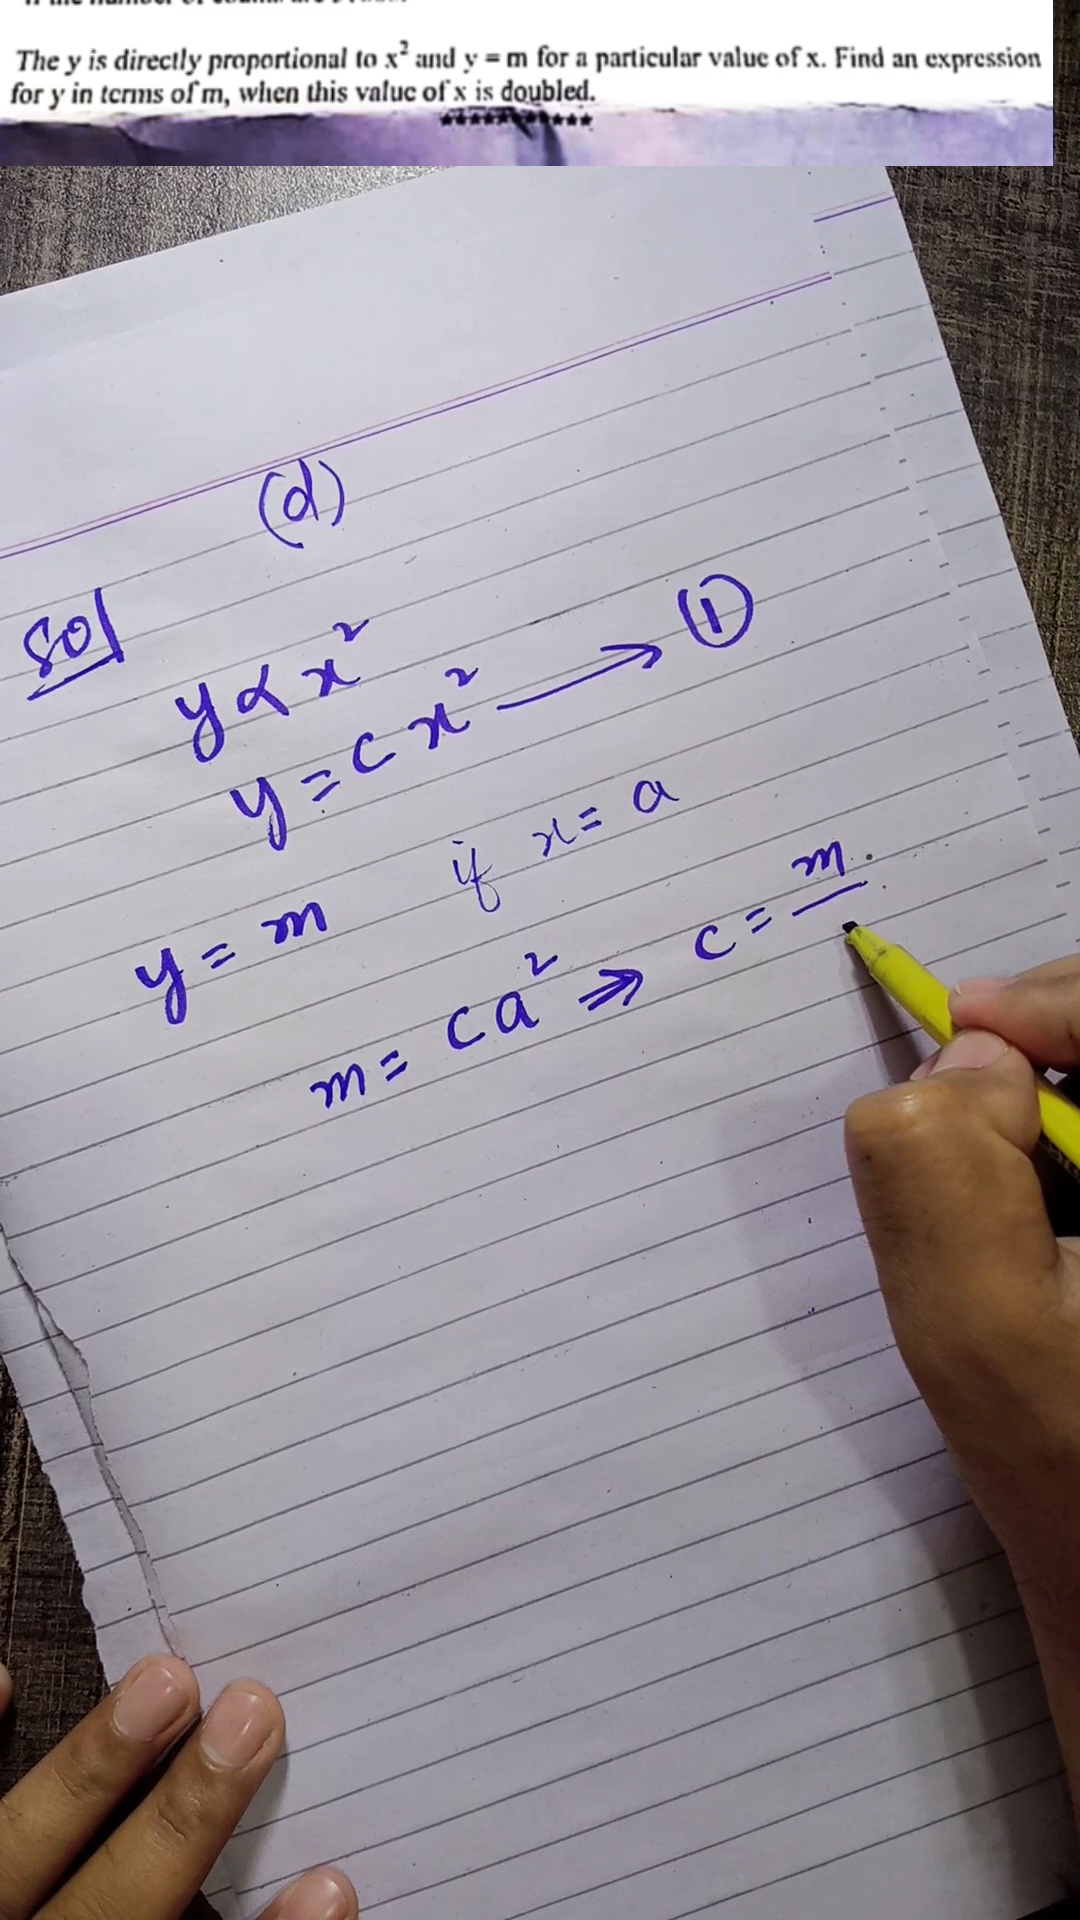 The y is directly proportional to x² and y = m for a particular value of x. Find an expression
for y in terms of m, when this value of x is doubled.
***********
(d)
Sol
y ∝ x²
y = c x² → ①
y = m if x = a
m = ca² ⇒ c = m